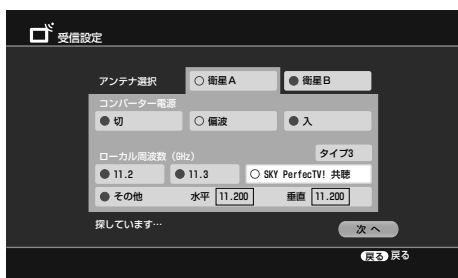 受信設定
アンテナ選択 ○ 衛星A ● 衛星B
コンバーター電源
● 切 ○ 偏波 ● 入
ローカル周波数 (GHz) タイプ3
● 11.2 ● 11.3 ○ SKY PerfecTV! 共聴
● その他 水平 11.200 垂直 11.200
探しています…
次 へ
戻る 戻る